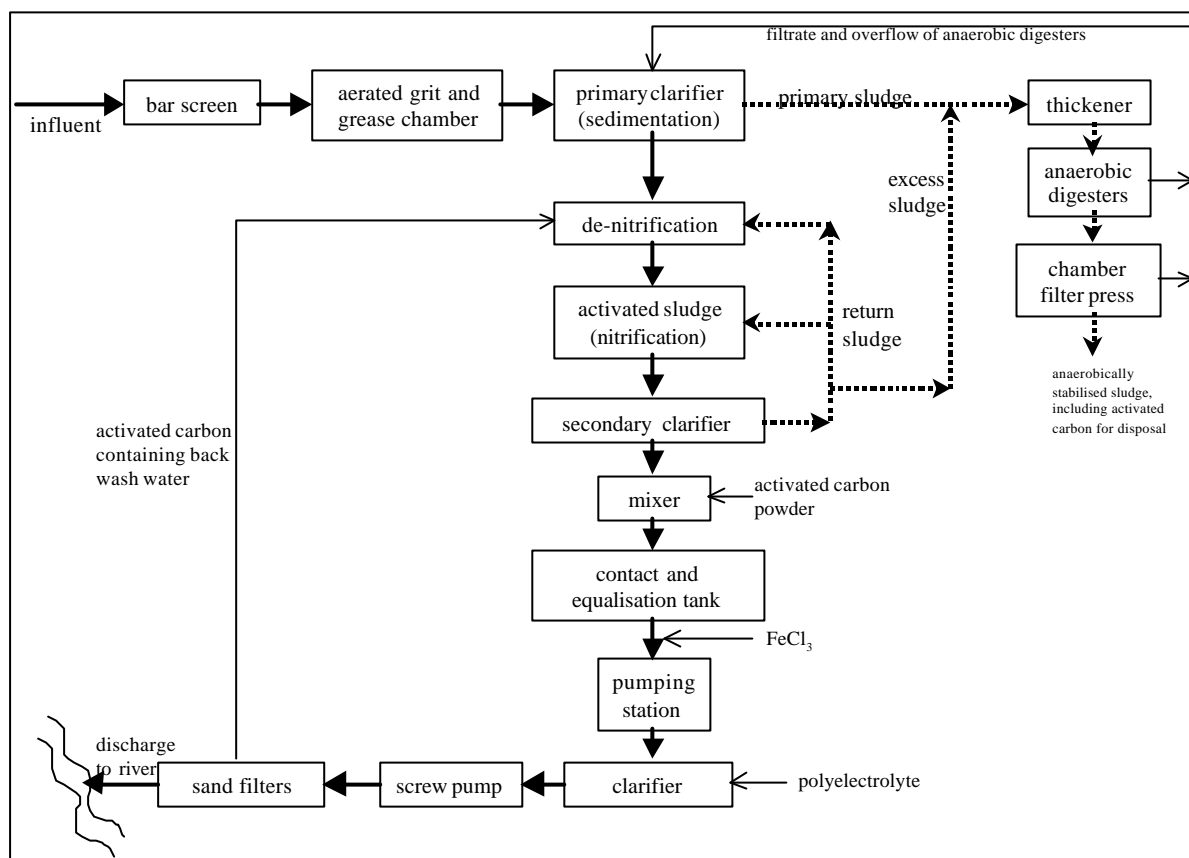 filtrate and overflow of anaerobic digesters
influent
bar screen
aerated grit and
grease chamber
primary clarifier
(sedimentation)
primary sludge
thickener
anaerobic
digesters
chamber
filter press
anaerobically
stabilised sludge,
including activated
carbon for disposal
excess
sludge
de-nitrification
activated sludge
(nitrification)
return
sludge
secondary clarifier
activated carbon
containing back
wash water
mixer
activated carbon
powder
contact and
equalisation tank
FeCl₃
pumping
station
clarifier
polyelectrolyte
screw pump
sand filters
discharge
to river